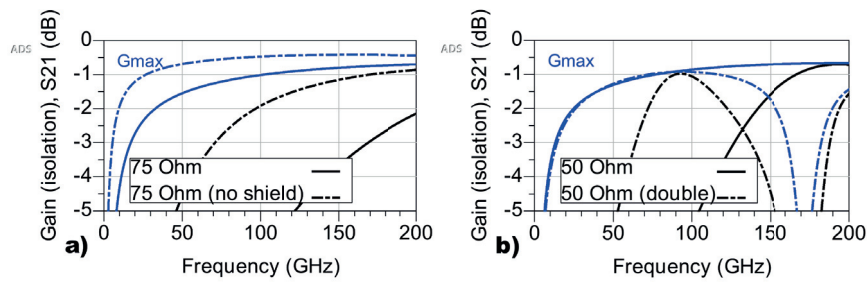 ADS
Gain (isolation), S21 (dB)
0
-1
-2
-3
-4
-5
Gmax
75 Ohm
75 Ohm (no shield)
0
50
100
150
200
Frequency (GHz)
a)
ADS
Gain (isolation), S21 (dB)
0
-1
-2
-3
-4
-5
Gmax
50 Ohm
50 Ohm (double)
0
50
100
150
200
Frequency (GHz)
b)